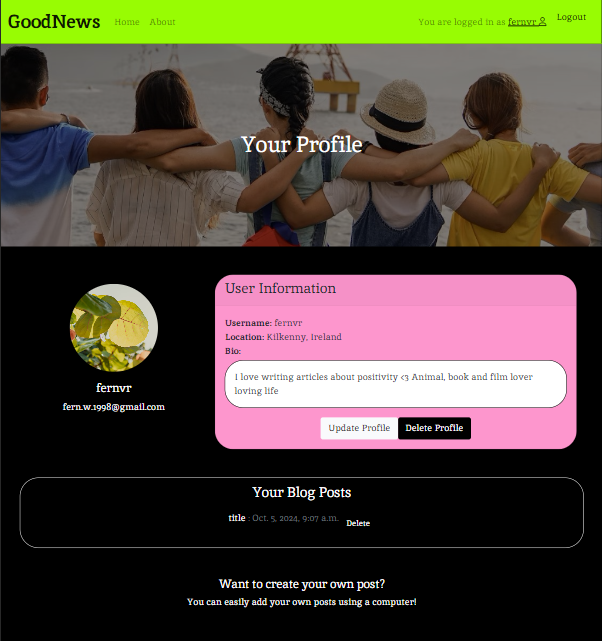 GoodNews Home About You are logged in as fernvr Logout
Your Profile
User Information
Username: fernvr
Location: Kilkenny, Ireland
Bio:
I love writing articles about positivity <3 Animal, book and film lover
loving life
Update Profile Delete Profile
fernvr
fern.w.1998@gmail.com
Your Blog Posts
title : Oct. 5, 2024, 9:07 a.m. Delete
Want to create your own post?
You can easily add your own posts using a computer!